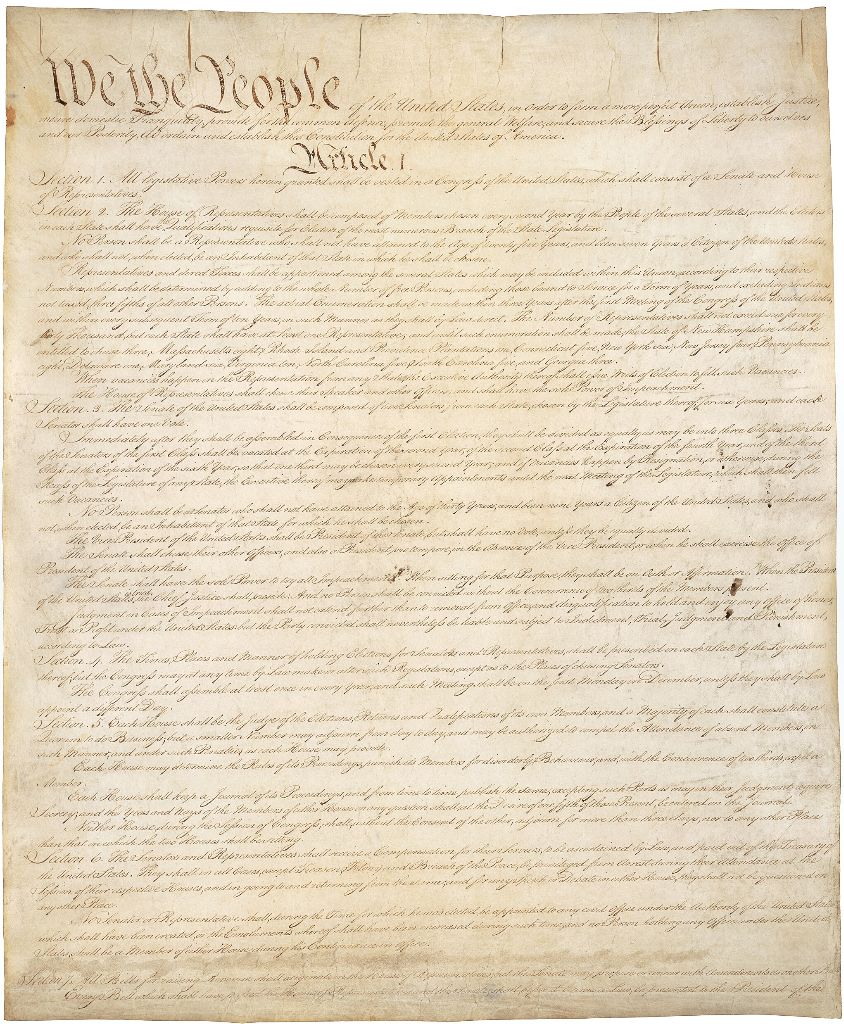 We the People of the United States, in Order to form a more perfect Union, establish Justice,
insure domestic Tranquility, provide for the common defence, promote the general Welfare, and secure the Blessings of Liberty to ourselves
and our Posterity, do ordain and establish this Constitution for the United States of America.
Article. I.
Section. 1. All legislative Powers herein granted shall be vested in a Congress of the United States, which shall consist of a Senate and House
of Representatives.
Section. 2. The House of Representatives shall be composed of Members chosen every second Year by the People of the several States, and the Electors
in each State shall have the Qualifications requisite for Electors of the most numerous Branch of the State Legislature.
No Person shall be a Representative who shall not have attained to the Age of twenty five Years, and been seven Years a Citizen of the United States,
and who shall not, when elected, be an Inhabitant of that State in which he shall be chosen.
Representatives and direct Taxes shall be apportioned among the several States which may be included within this Union, according to their respective
Numbers, which shall be determined by adding to the whole Number of free Persons, including those bound to Service for a Term of Years, and excluding Indians
not taxed, three fifths of all other Persons. The actual Enumeration shall be made within three Years after the first Meeting of the Congress of the United States,
and within every subsequent Term of ten Years, in such Manner as they shall by Law direct. The Number of Representatives shall not exceed one for every
thirty Thousand, but each State shall have at Least one Representative; and until such enumeration shall be made, the State of New Hampshire shall be
entitled to chuse three, Massachusetts eight, Rhode-Island and Providence Plantations one, Connecticut five, New-York six, New Jersey four, Pennsylvania
eight, Delaware one, Maryland six, Virginia ten, North Carolina five, South Carolina five, and Georgia three.
When vacancies happen in the Representation from any State, the Executive Authority thereof shall issue Writs of Election to fill such Vacancies.
The House of Representatives shall chuse their Speaker and other Officers; and shall have the sole Power of Impeachment.
Section. 3. The Senate of the United States shall be composed of two Senators from each State, chosen by the Legislature thereof, for six Years; and each
Senator shall have one Vote.
Immediately after they shall be assembled in Consequence of the first Election, they shall be divided as equally as may be into three Classes. The Seats
of the Senators of the first Class shall be vacated at the Expiration of the second Year, of the second Class at the Expiration of the fourth Year, and of the third
Class at the Expiration of the sixth Year, so that one third may be chosen every second Year; and if Vacancies happen by Resignation, or otherwise, during the
Recess of the Legislature of any State, the Executive thereof may make temporary Appointments until the next Meeting of the Legislature, which shall then fill
such Vacancies.
No Person shall be a Senator who shall not have attained to the Age of thirty Years, and been nine Years a Citizen of the United States, and who shall
not, when elected, be an Inhabitant of that State for which he shall be chosen.
The Vice President of the United States shall be President of the Senate, but shall have no Vote, unless they be equally divided.
The Senate shall chuse their other Officers, and also a President pro tempore, in the Absence of the Vice President, or when he shall exercise the Office of
President of the United States.
The Senate shall have the sole Power to try all Impeachments. When sitting for that Purpose, they shall be on Oath or Affirmation. When the President
of the United States is tried, the Chief Justice shall preside: And no Person shall be convicted without the Concurrence of two thirds of the Members present.
Judgment in Cases of Impeachment shall not extend further than to removal from Office, and disqualification to hold and enjoy any Office of honor,
Trust or Profit under the United States: but the Party convicted shall nevertheless be liable and subject to Indictment, Trial, Judgment and Punishment,
according to Law.
Section. 4. The Times, Places and Manner of holding Elections for Senators and Representatives, shall be prescribed in each State by the Legislature
thereof; but the Congress may at any time by Law make or alter such Regulations, except as to the Places of chusing Senators.
The Congress shall assemble at least once in every Year, and such Meeting shall be on the first Monday in December, unless they shall by Law
appoint a different Day.
Section. 5. Each House shall be the Judge of the Elections, Returns and Qualifications of its own Members, and a Majority of each shall constitute a
Quorum to do Business; but a smaller Number may adjourn from day to day, and may be authorized to compel the Attendance of absent Members, in
such Manner, and under such Penalties as each House may provide.
Each House may determine the Rules of its Proceedings, punish its Members for disorderly Behaviour, and, with the Concurrence of two thirds, expel a
Member.
Each House shall keep a Journal of its Proceedings, and from time to time publish the same, excepting such Parts as may in their Judgment require
Secrecy; and the Yeas and Nays of the Members of either House on any question shall, at the Desire of one fifth of those Present, be entered on the Journal.
Neither House, during the Session of Congress, shall, without the Consent of the other, adjourn for more than three days, nor to any other Place
than that in which the two Houses shall be sitting.
Section. 6. The Senators and Representatives shall receive a Compensation for their Services, to be ascertained by Law, and paid out of the Treasury of
the United States. They shall in all Cases, except Treason, Felony and Breach of the Peace, be privileged from Arrest during their Attendance at the
Session of their respective Houses, and in going to and returning from the same; and for any Speech or Debate in either House, they shall not be questioned in
any other Place.
No Senator or Representative shall, during the Time for which he was elected, be appointed to any civil Office under the Authority of the United States,
which shall have been created, or the Emoluments whereof shall have been encreased during such time; and no Person holding any Office under the United
States, shall be a Member of either House during his Continuance in Office.
Section. 7. All Bills for raising Revenue shall originate in the House of Representatives; but the Senate may propose or concur with Amendments as on other Bills.
Every Bill which shall have passed the House of Representatives and the Senate, shall, before it become a Law, be presented to the President of the